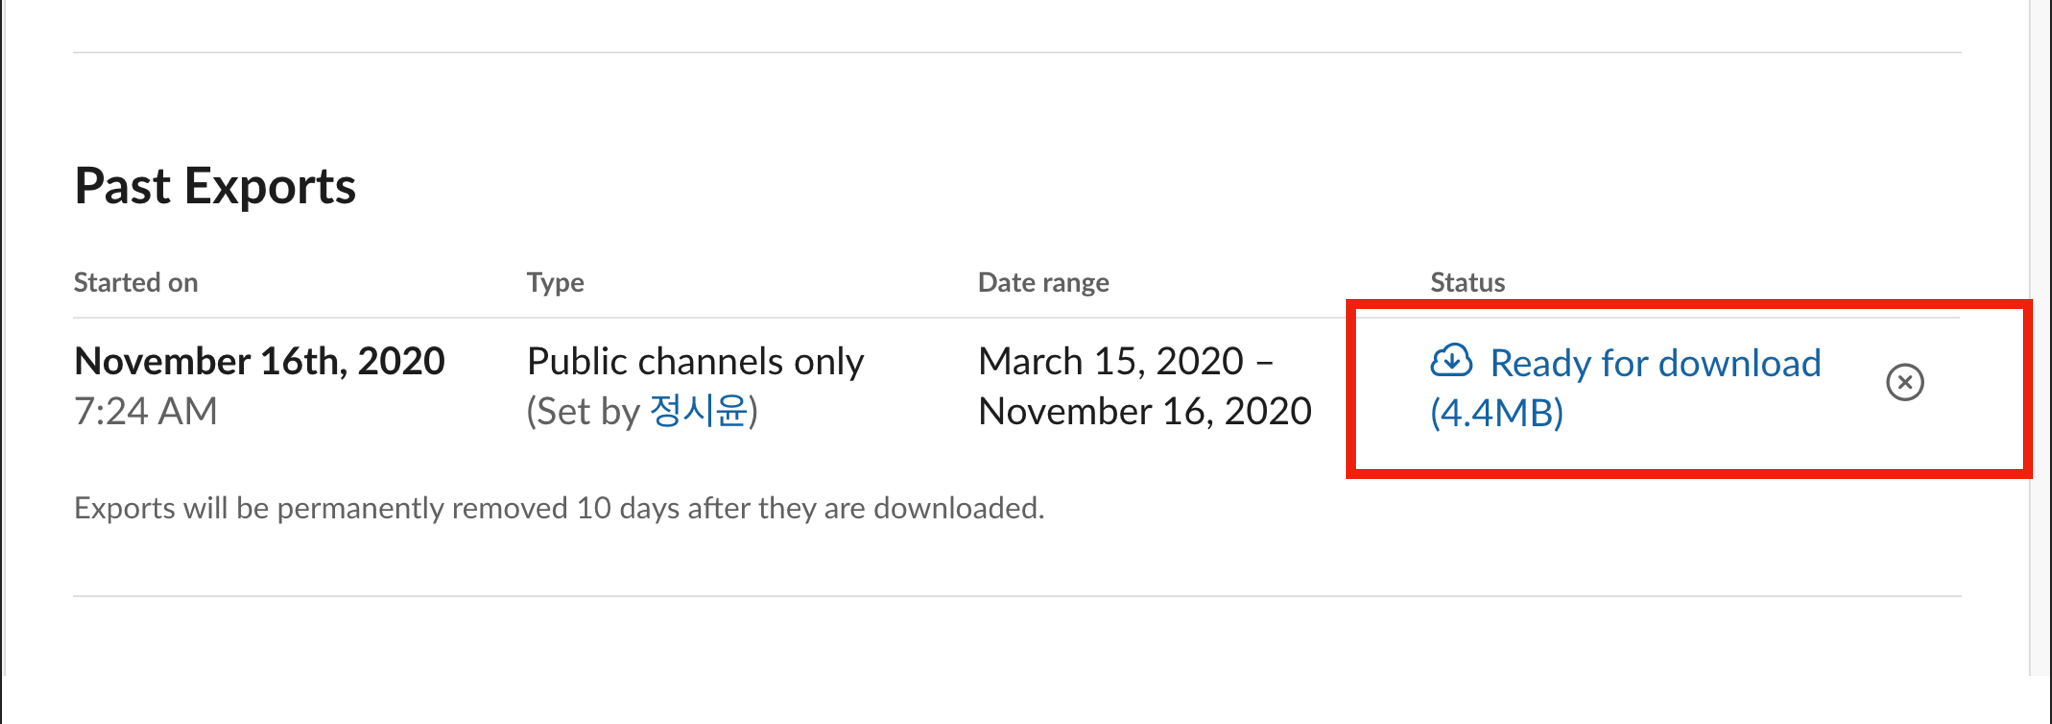 Past Exports
Started on Type Date range Status
November 16th, 2020 Public channels only March 15, 2020 – Ready for download
7:24 AM (Set by 정시윤) November 16, 2020 (4.4MB)
Exports will be permanently removed 10 days after they are downloaded.